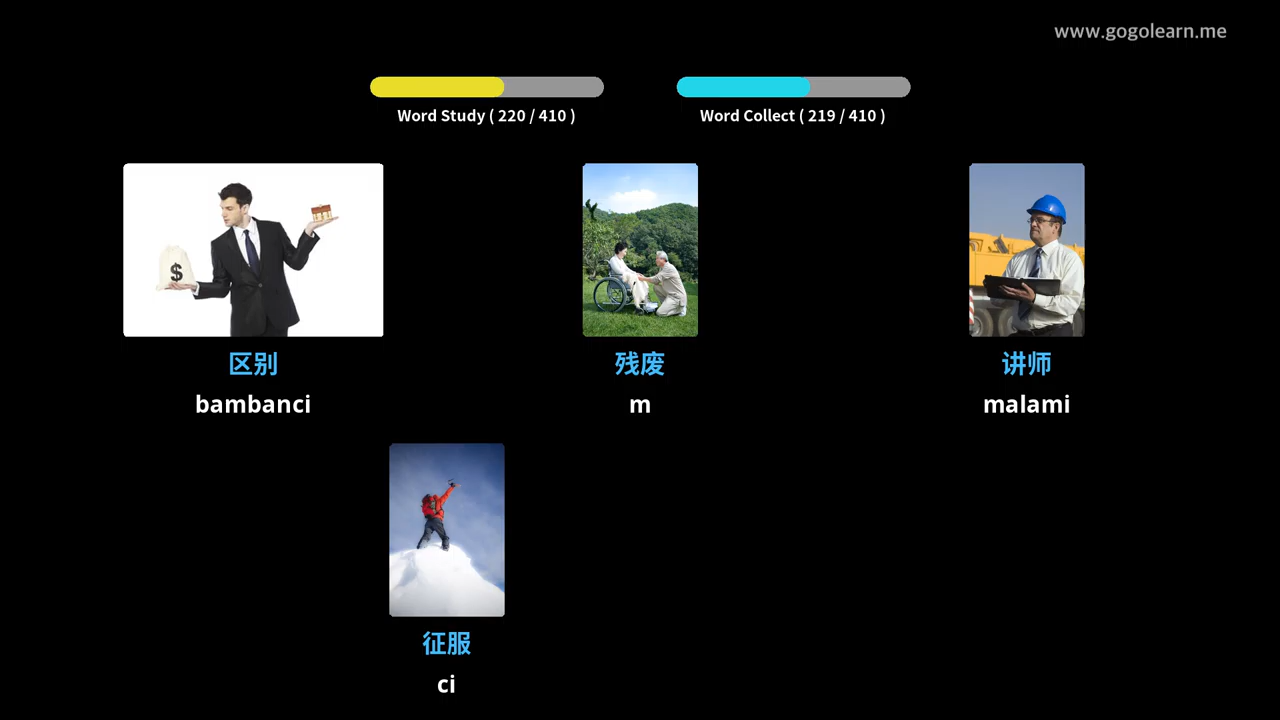 www.gogolearn.me
Word Study ( 220 / 410 )
Word Collect ( 219 / 410 )
区别
bambanci
残废
m
讲师
malami
征服
ci